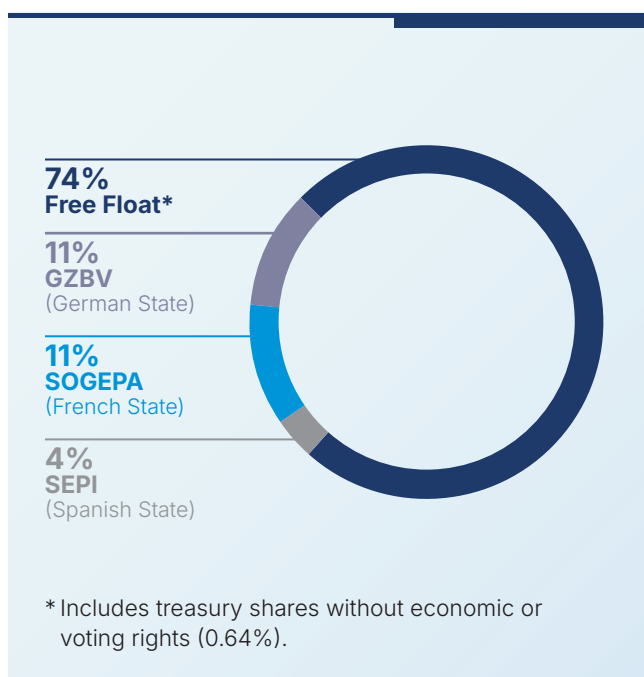 74%
Free Float*
11%
GZBV
(German State)
11%
SOGEPA
(French State)
4%
SEPI
(Spanish State)
* Includes treasury shares without economic or
voting rights (0.64%).